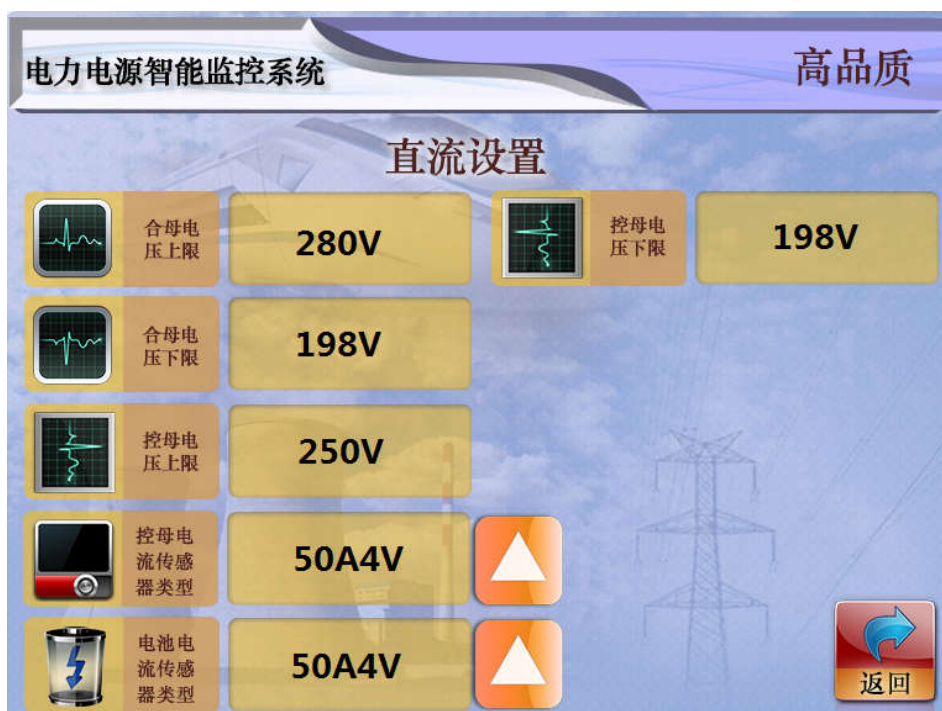 电力电源智能监控系统
高品质
直流设置
合母电
压上限
280V
控母电
压下限
198V
合母电
压下限
198V
控母电
压上限
250V
控母电
流传感
器类型
50A4V
电池电
流传感
器类型
50A4V
返回